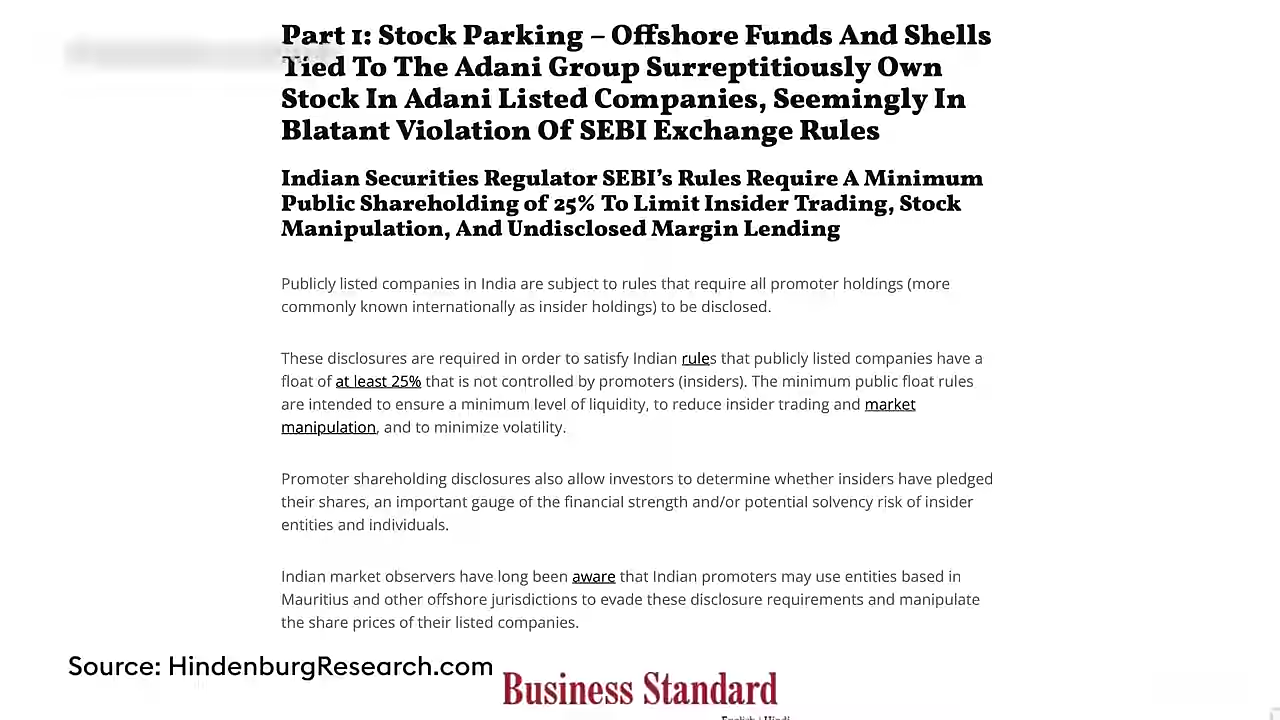 Part 1: Stock Parking – Offshore Funds And Shells
Tied To The Adani Group Surreptitiously Own
Stock In Adani Listed Companies, Seemingly In
Blatant Violation Of SEBI Exchange Rules
Indian Securities Regulator SEBI’s Rules Require A Minimum
Public Shareholding of 25% To Limit Insider Trading, Stock
Manipulation, And Undisclosed Margin Lending
Publicly listed companies in India are subject to rules that require all promoter holdings (more
commonly known internationally as insider holdings) to be disclosed.
These disclosures are required in order to satisfy Indian rules that publicly listed companies have a
float of at least 25% that is not controlled by promoters (insiders). The minimum public float rules
are intended to ensure a minimum level of liquidity, to reduce insider trading and market
manipulation, and to minimize volatility.
Promoter shareholding disclosures also allow investors to determine whether insiders have pledged
their shares, an important gauge of the financial strength and/or potential solvency risk of insider
entities and individuals.
Indian market observers have long been aware that Indian promoters may use entities based in
Mauritius and other offshore jurisdictions to evade these disclosure requirements and manipulate
the share prices of their listed companies.
Source: HindenburgResearch.com
Business Standard